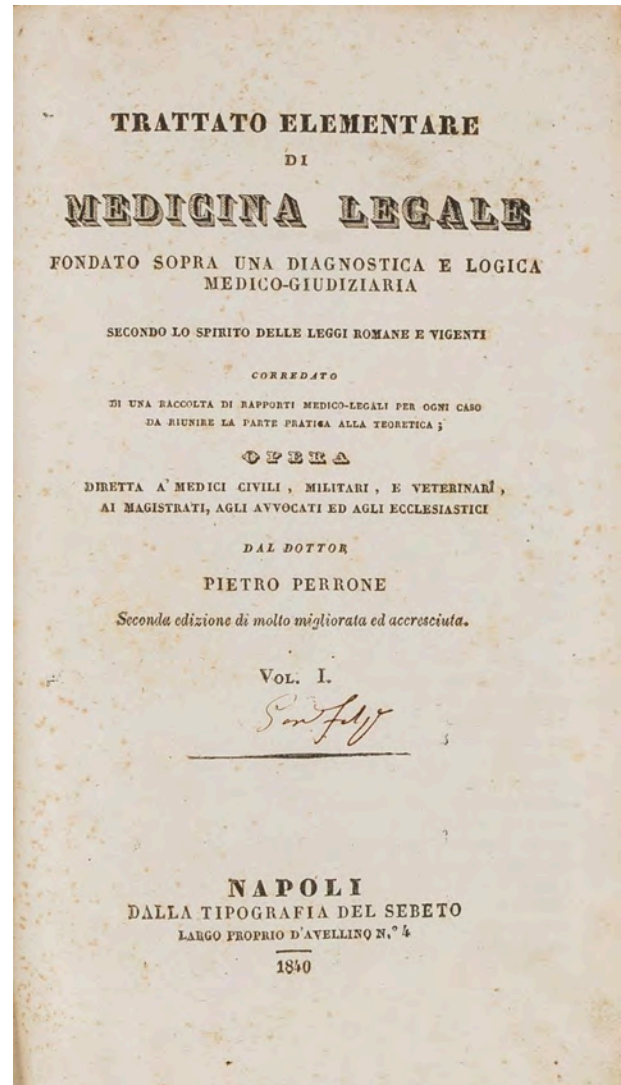 TRATTATO ELEMENTARE
DI
MEDICINA LEGALE
FONDATO SOPRA UNA DIAGNOSTICA E LOGICA
MEDICO-GIUDIZIARIA
SECONDO LO SPIRITO DELLE LEGGI ROMANE E VIGENTI
CORREDATO
DI UNA RACCOLTA DI RAPPORTI MEDICO-LEGALI PER OGNI CASO
DA RIUNIRE LA PARTE PRATICA ALLA TEORETICA ;
OPERA
DIRETTA A' MEDICI CIVILI , MILITARI , E VETERINARÎ ,
AI MAGISTRATI, AGLI AVVOCATI ED AGLI ECCLESIASTICI
DAL DOTTOR
PIETRO PERRONE
Seconda edizione di molto migliorata ed accresciuta.
VOL. I.
NAPOLI
DALLA TIPOGRAFIA DEL SEBETO
LARGO PROPRIO D'AVELLINO N.° 4
1840